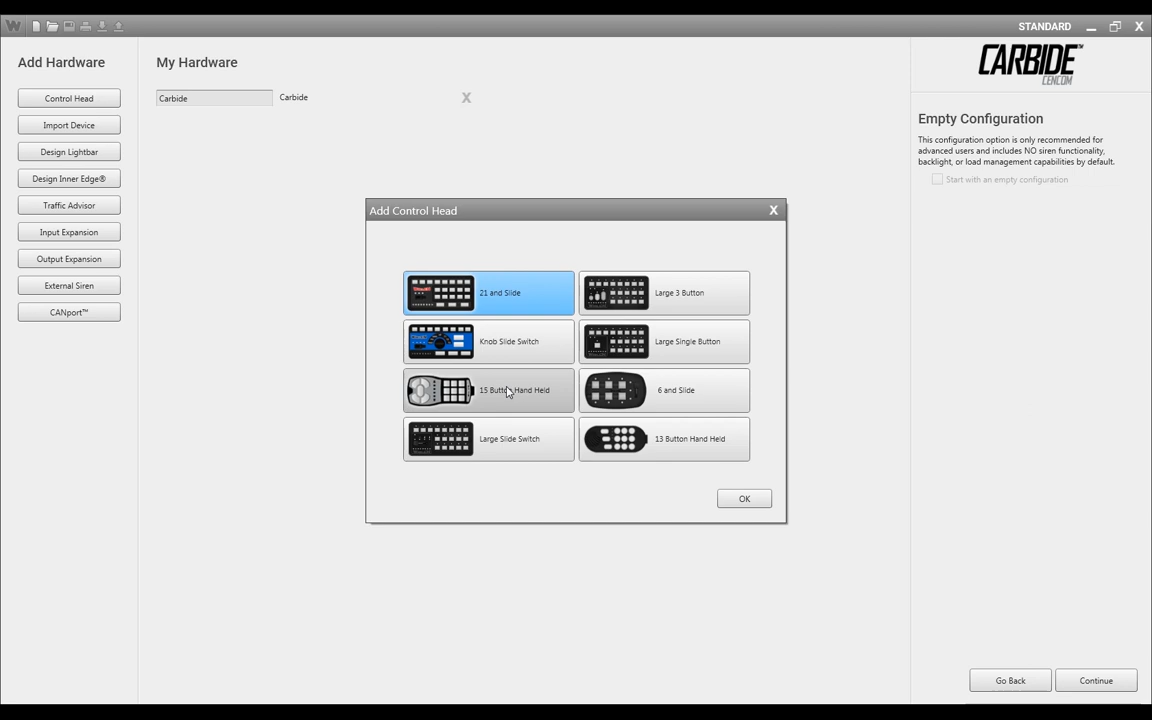 W
STANDARD
X
Add Hardware
Control Head
Import Device
Design Lightbar
Design Inner Edge®
Traffic Advisor
Input Expansion
Output Expansion
External Siren
CANport™
My Hardware
Carbide Carbide X
Add Control Head X
21 and Slide
Large 3 Button
Knob Slide Switch
Large Single Button
15 Button Hand Held
6 and Slide
Large Slide Switch
13 Button Hand Held
OK
CARBIDE™
CENCOM
Empty Configuration
This configuration option is only recommended for
advanced users and includes NO siren functionality,
backlight, or load management capabilities by default.
Start with an empty configuration
Go Back
Continue